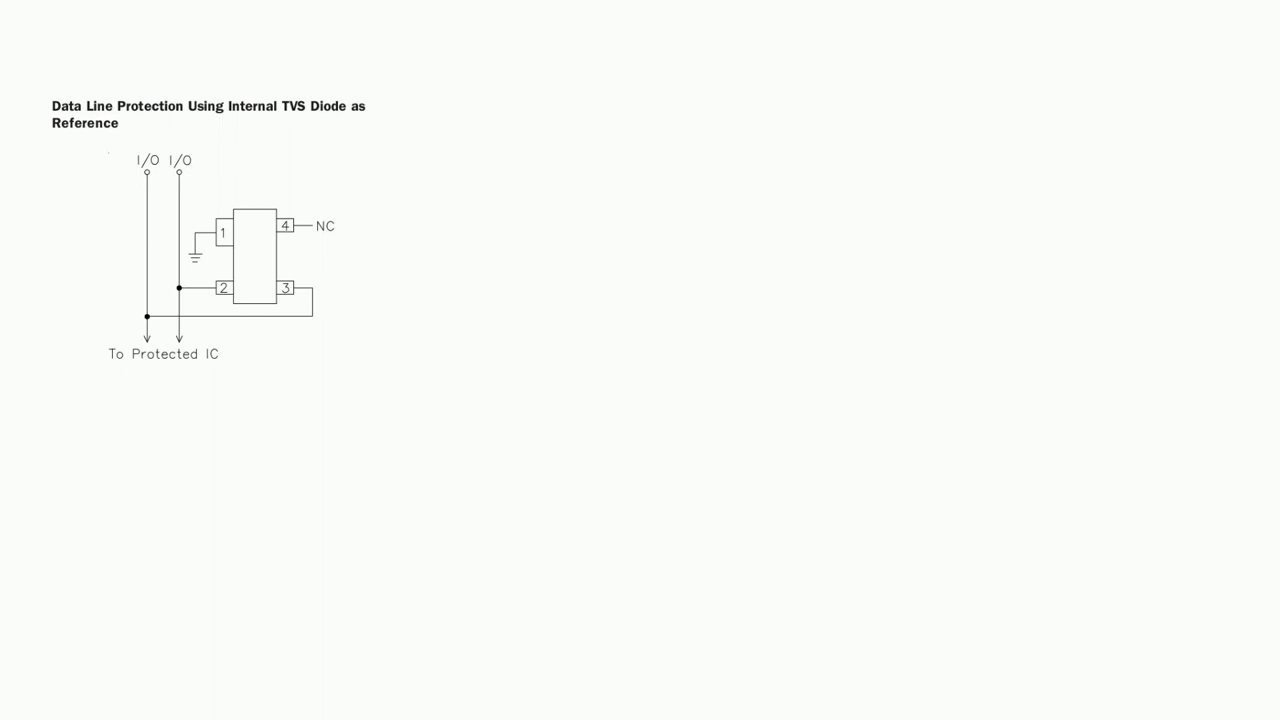 Data Line Protection Using Internal TVS Diode as
Reference
I/O I/O
1
4 NC
2
3
To Protected IC